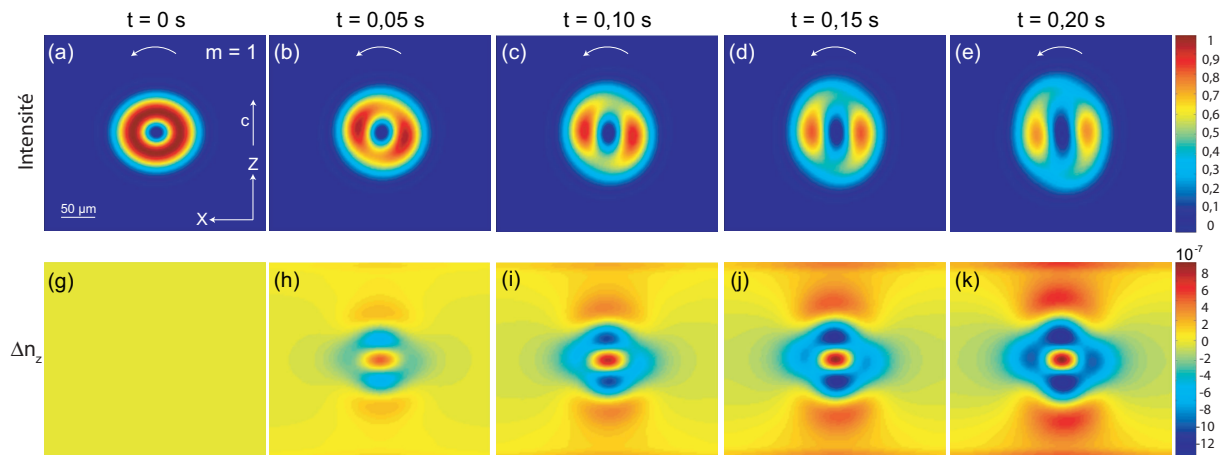 t = 0 s
t = 0,05 s
t = 0,10 s
t = 0,15 s
t = 0,20 s
Intensité
(a)
m = 1
c
Z
X
50 µm
(b)
(c)
(d)
(e)
1
0,9
0,8
0,7
0,6
0,5
0,4
0,3
0,2
0,1
0
Δn_z
(g)
(h)
(i)
(j)
(k)
10⁻⁷
8
6
4
2
0
-2
-4
-6
-8
-10
-12